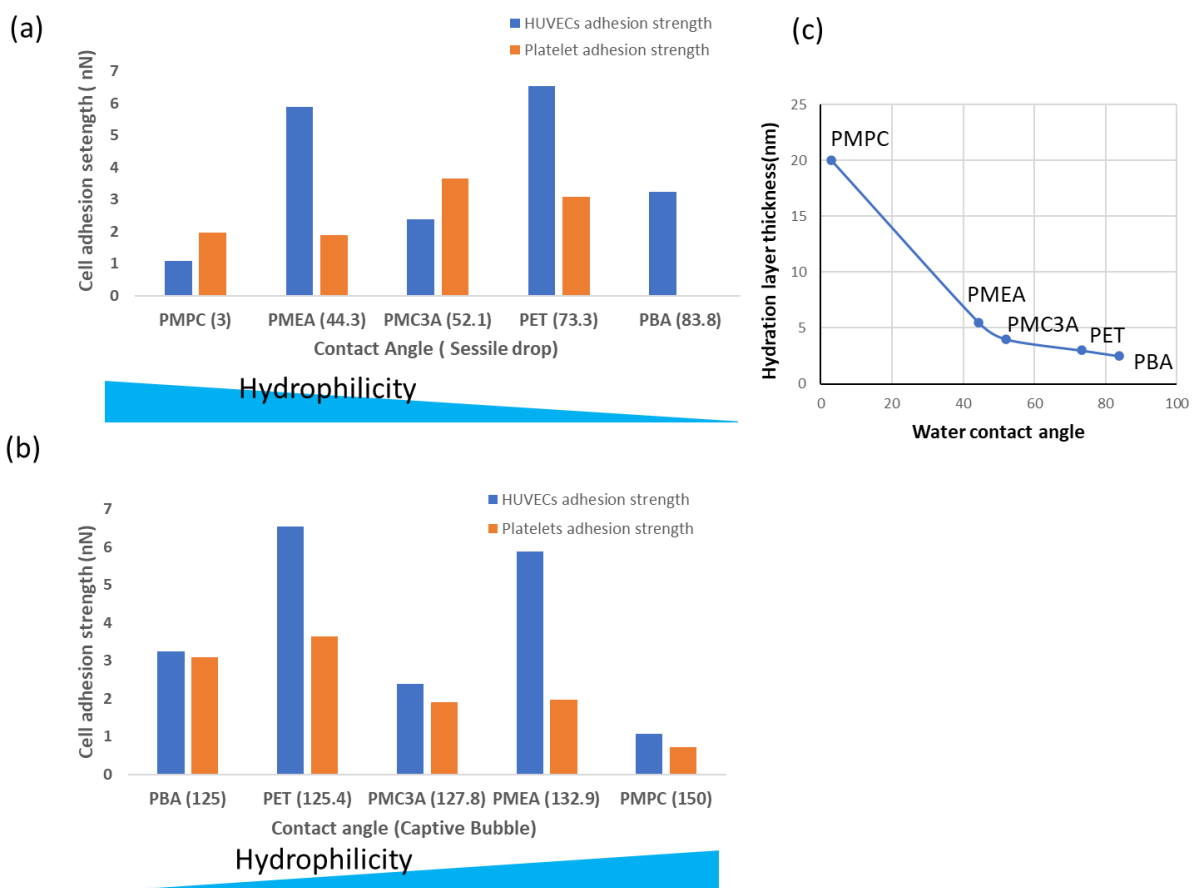 (a)
HUVECs adhesion strength
Platelet adhesion strength
Cell adhesion setength ( nN)
7
6
5
4
3
2
1
0
PMPC (3) PMEA (44.3) PMC3A (52.1) PET (73.3) PBA (83.8)
Contact Angle ( Sessile drop)
Hydrophilicity
(c)
Hydration layer thickness(nm)
25
20
15
10
5
0
PMPC
PMEA
PMC3A
PET
PBA
0 20 40 60 80 100
Water contact angle
(b)
HUVECs adhesion strength
Platelets adhesion strength
Cell adhesion strength (nN)
7
6
5
4
3
2
1
0
PBA (125) PET (125.4) PMC3A (127.8) PMEA (132.9) PMPC (150)
Contact angle (Captive Bubble)
Hydrophilicity